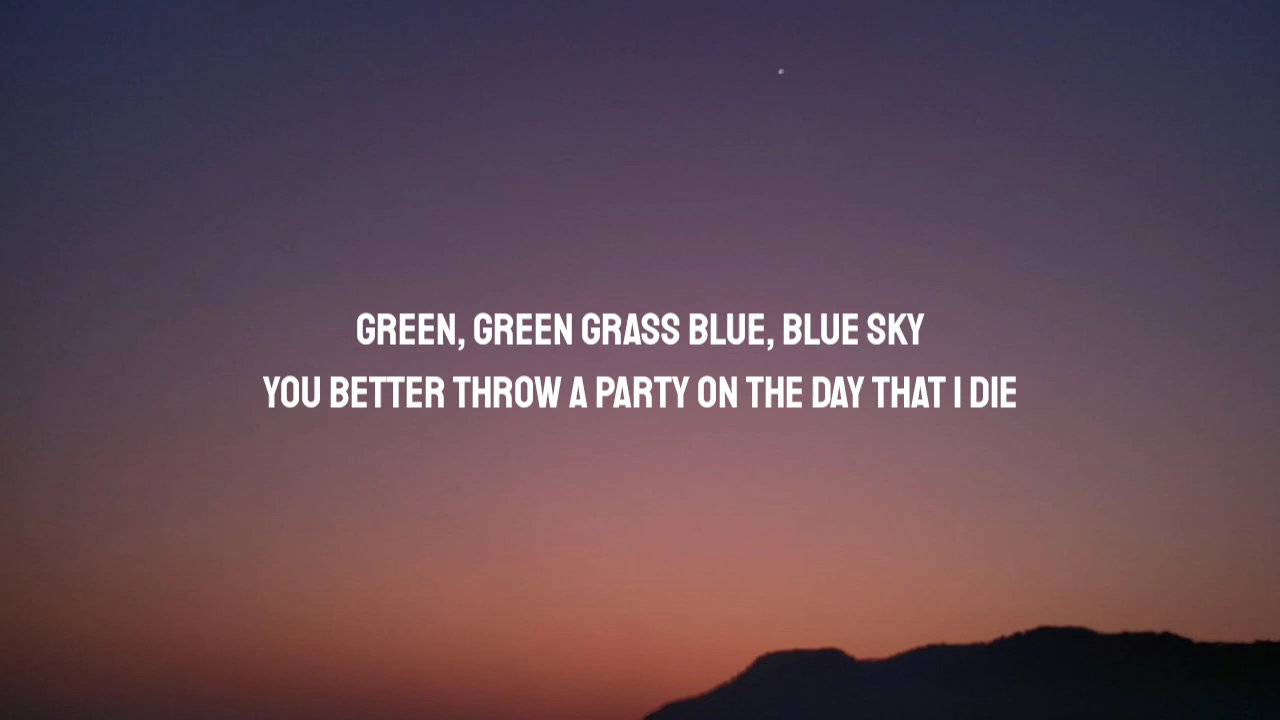 GREEN, GREEN GRASS BLUE, BLUE SKY
YOU BETTER THROW A PARTY ON THE DAY THAT I DIE